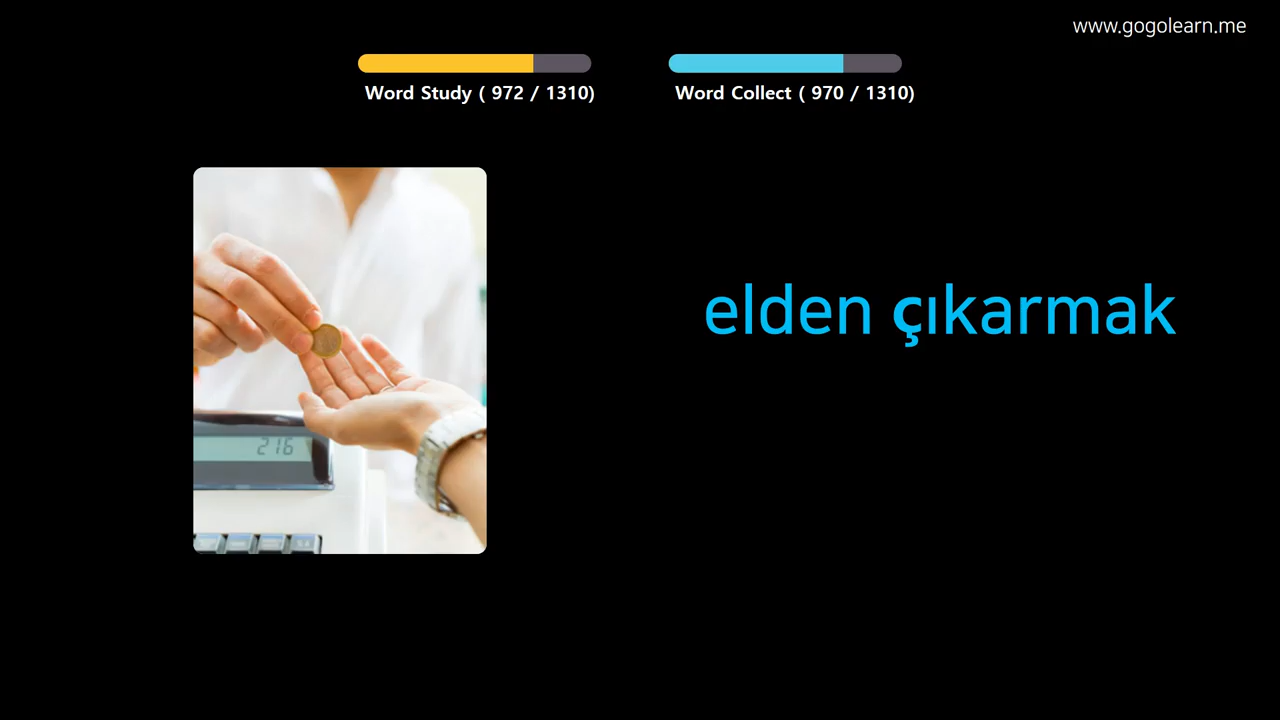 www.gogolearn.me
Word Study ( 972 / 1310)
Word Collect ( 970 / 1310)
elden çıkarmak
216